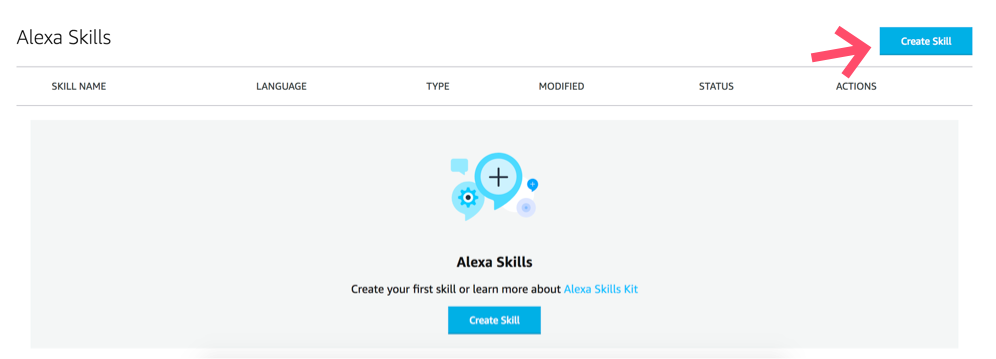 Alexa Skills
Create Skill
SKILL NAME LANGUAGE TYPE MODIFIED STATUS ACTIONS
Alexa Skills
Create your first skill or learn more about Alexa Skills Kit
Create Skill